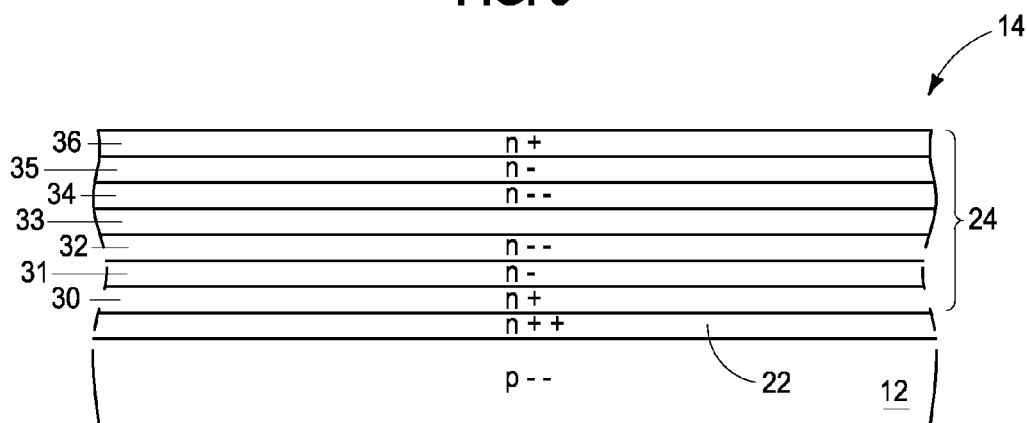 14
36 n +
35 n -
34 n - -
33
24
32 n - -
31 n -
30 n +
n + +
p - - 22
12